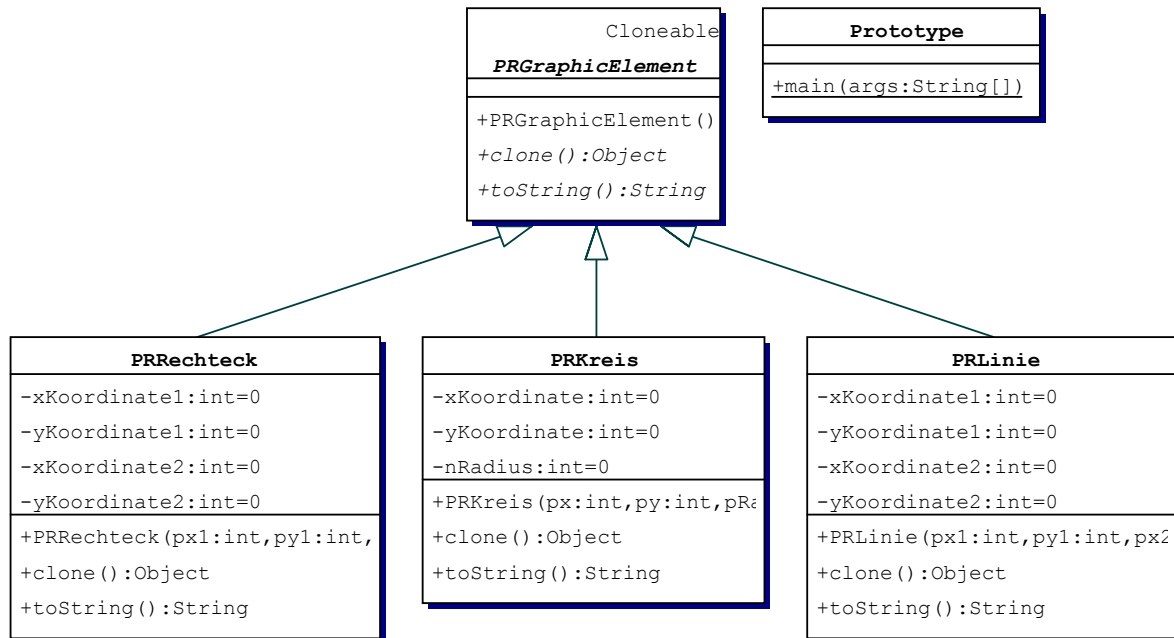 Cloneable
PRGraphicElement
+PRGraphicElement()
+clone():Object
+toString():String
Prototype
+main(args:String[])
PRRechteck
-xKoordinate1:int=0
-yKoordinate1:int=0
-xKoordinate2:int=0
-yKoordinate2:int=0
+PRRechteck(px1:int,py1:int,
+clone():Object
+toString():String
PRKreis
-xKoordinate:int=0
-yKoordinate:int=0
-nRadius:int=0
+PRKreis(px:int,py:int,pRa
+clone():Object
+toString():String
PRLinie
-xKoordinate1:int=0
-yKoordinate1:int=0
-xKoordinate2:int=0
-yKoordinate2:int=0
+PRLinie(px1:int,py1:int,px2
+clone():Object
+toString():String